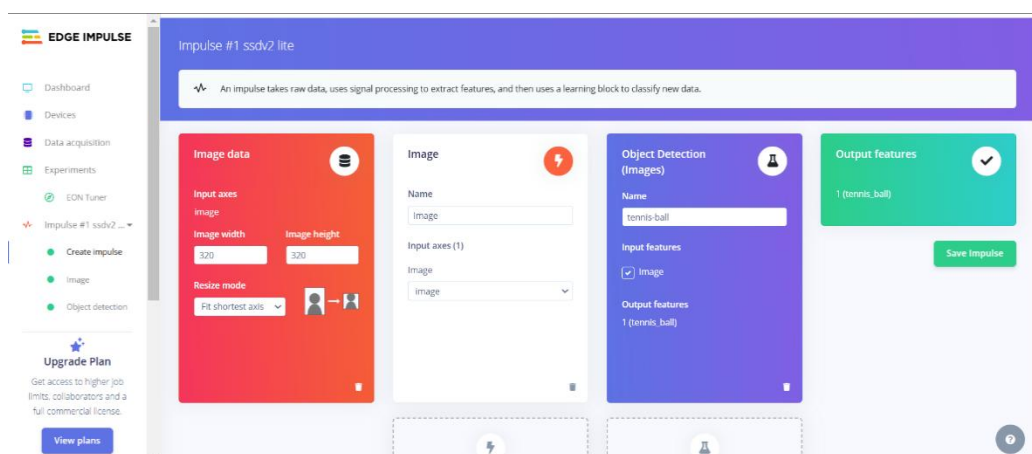 EDGE IMPULSE
Dashboard
Devices
Data acquisition
Experiments
EON Tuner
Impulse #1 ssdv2 ...
Create impulse
Image
Object detection
Upgrade Plan
Get access to higher job
limits, collaborators and a
full commercial license.
View plans
Impulse #1 ssdv2 lite
An impulse takes raw data, uses signal processing to extract features, and then uses a learning block to classify new data.
Image data
Input axes
image
Image width
Image height
320
320
Resize mode
Fit shortest axis
Image
Name
Image
Input axes (1)
Image
image
Object Detection
(Images)
Name
tennis-ball
Input features
Image
Output features
1 (tennis_ball)
Output features
1 (tennis_ball)
Save Impulse
?